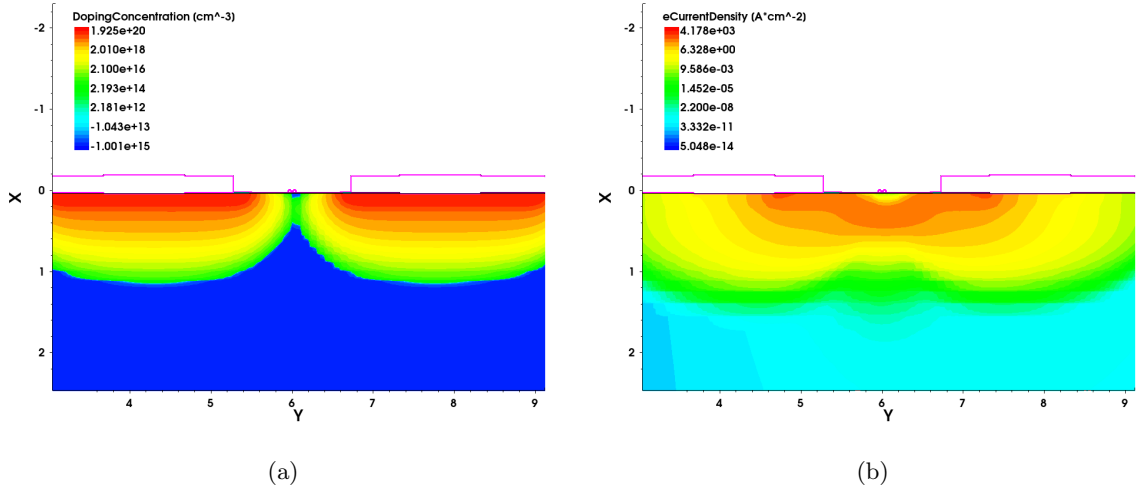 DopingConcentration [cm^-3]
1.925e+20
2.010e+18
2.100e+16
2.193e+14
2.181e+12
-1.043e+13
-1.001e+15
-2
-1
0
1
2
X
4
5
6
7
8
9
Y
(a)
eCurrentDensity [A*cm^-2]
4.178e+03
6.328e+00
9.586e-03
1.452e-05
2.200e-08
3.332e-11
5.048e-14
-2
-1
0
1
2
X
4
5
6
7
8
9
Y
(b)